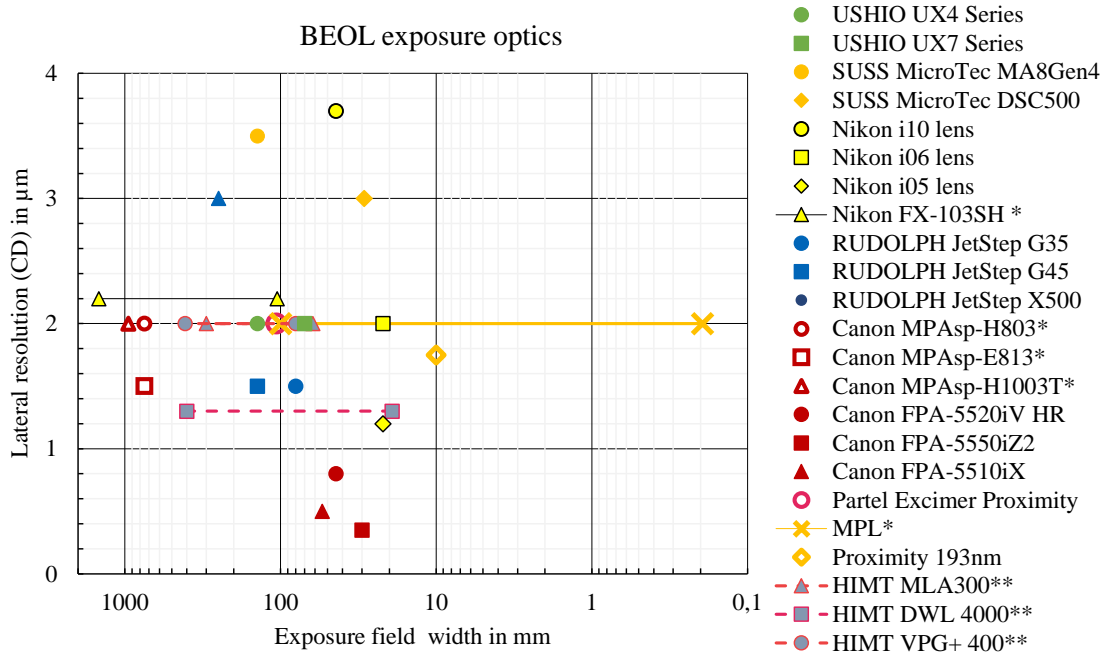 BEOL exposure optics
4
3
2
1
0
Lateral resolution (CD) in µm
1000
100
10
1
0,1
Exposure field width in mm
USHIO UX4 Series
USHIO UX7 Series
SUSS MicroTec MA8Gen4
SUSS MicroTec DSC500
Nikon i10 lens
Nikon i06 lens
Nikon i05 lens
Nikon FX-103SH *
RUDOLPH JetStep G35
RUDOLPH JetStep G45
RUDOLPH JetStep X500
Canon MPAsp-H803*
Canon MPAsp-E813*
Canon MPAsp-H1003T*
Canon FPA-5520iV HR
Canon FPA-5550iZ2
Canon FPA-5510iX
Partel Excimer Proximity
MPL*
Proximity 193nm
HIMT MLA300**
HIMT DWL 4000**
HIMT VPG+ 400**